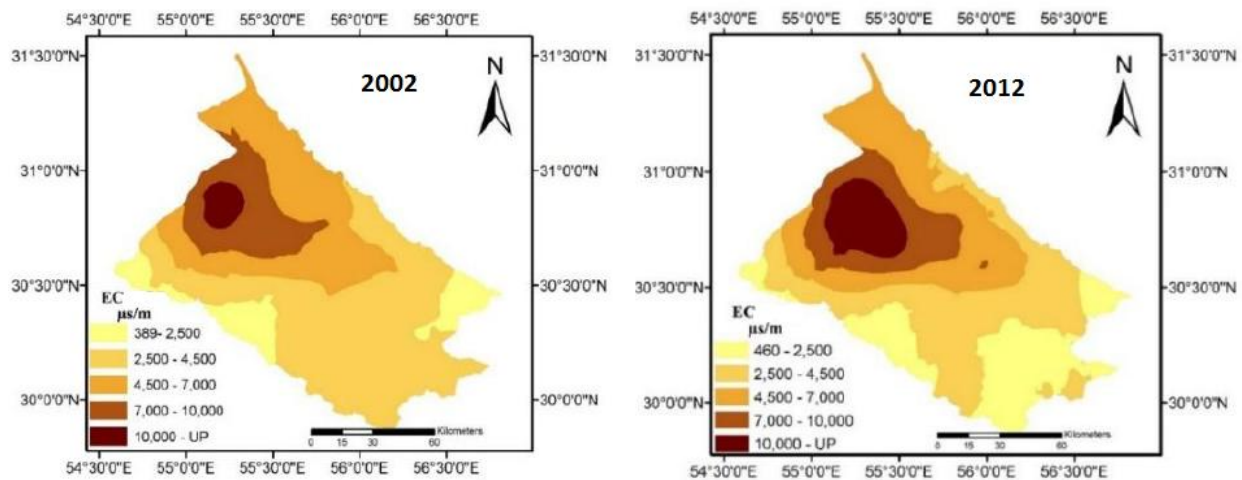 54°30'0"E 55°0'0"E 55°30'0"E 56°0'0"E 56°30'0"E
31°30'0"N 31°30'0"N
2002
N
31°0'0"N 31°0'0"N
30°30'0"N 30°30'0"N
EC
µs/m
389- 2,500
2,500 - 4,500
4,500 - 7,000
7,000 - 10,000
10,000 - UP
30°0'0"N 30°0'0"N
Kilometers
0 15 30 60
54°30'0"E 55°0'0"E 55°30'0"E 56°0'0"E 56°30'0"E
54°30'0"E 55°0'0"E 55°30'0"E 56°0'0"E 56°30'0"E
31°30'0"N 31°30'0"N
2012
N
31°0'0"N 31°0'0"N
30°30'0"N 30°30'0"N
EC
µs/m
460 - 2,500
2,500 - 4,500
4,500 - 7,000
7,000 - 10,000
10,000 - UP
30°0'0"N 30°0'0"N
Kilometers
0 15 30 60
54°30'0"E 55°0'0"E 55°30'0"E 56°0'0"E 56°30'0"E